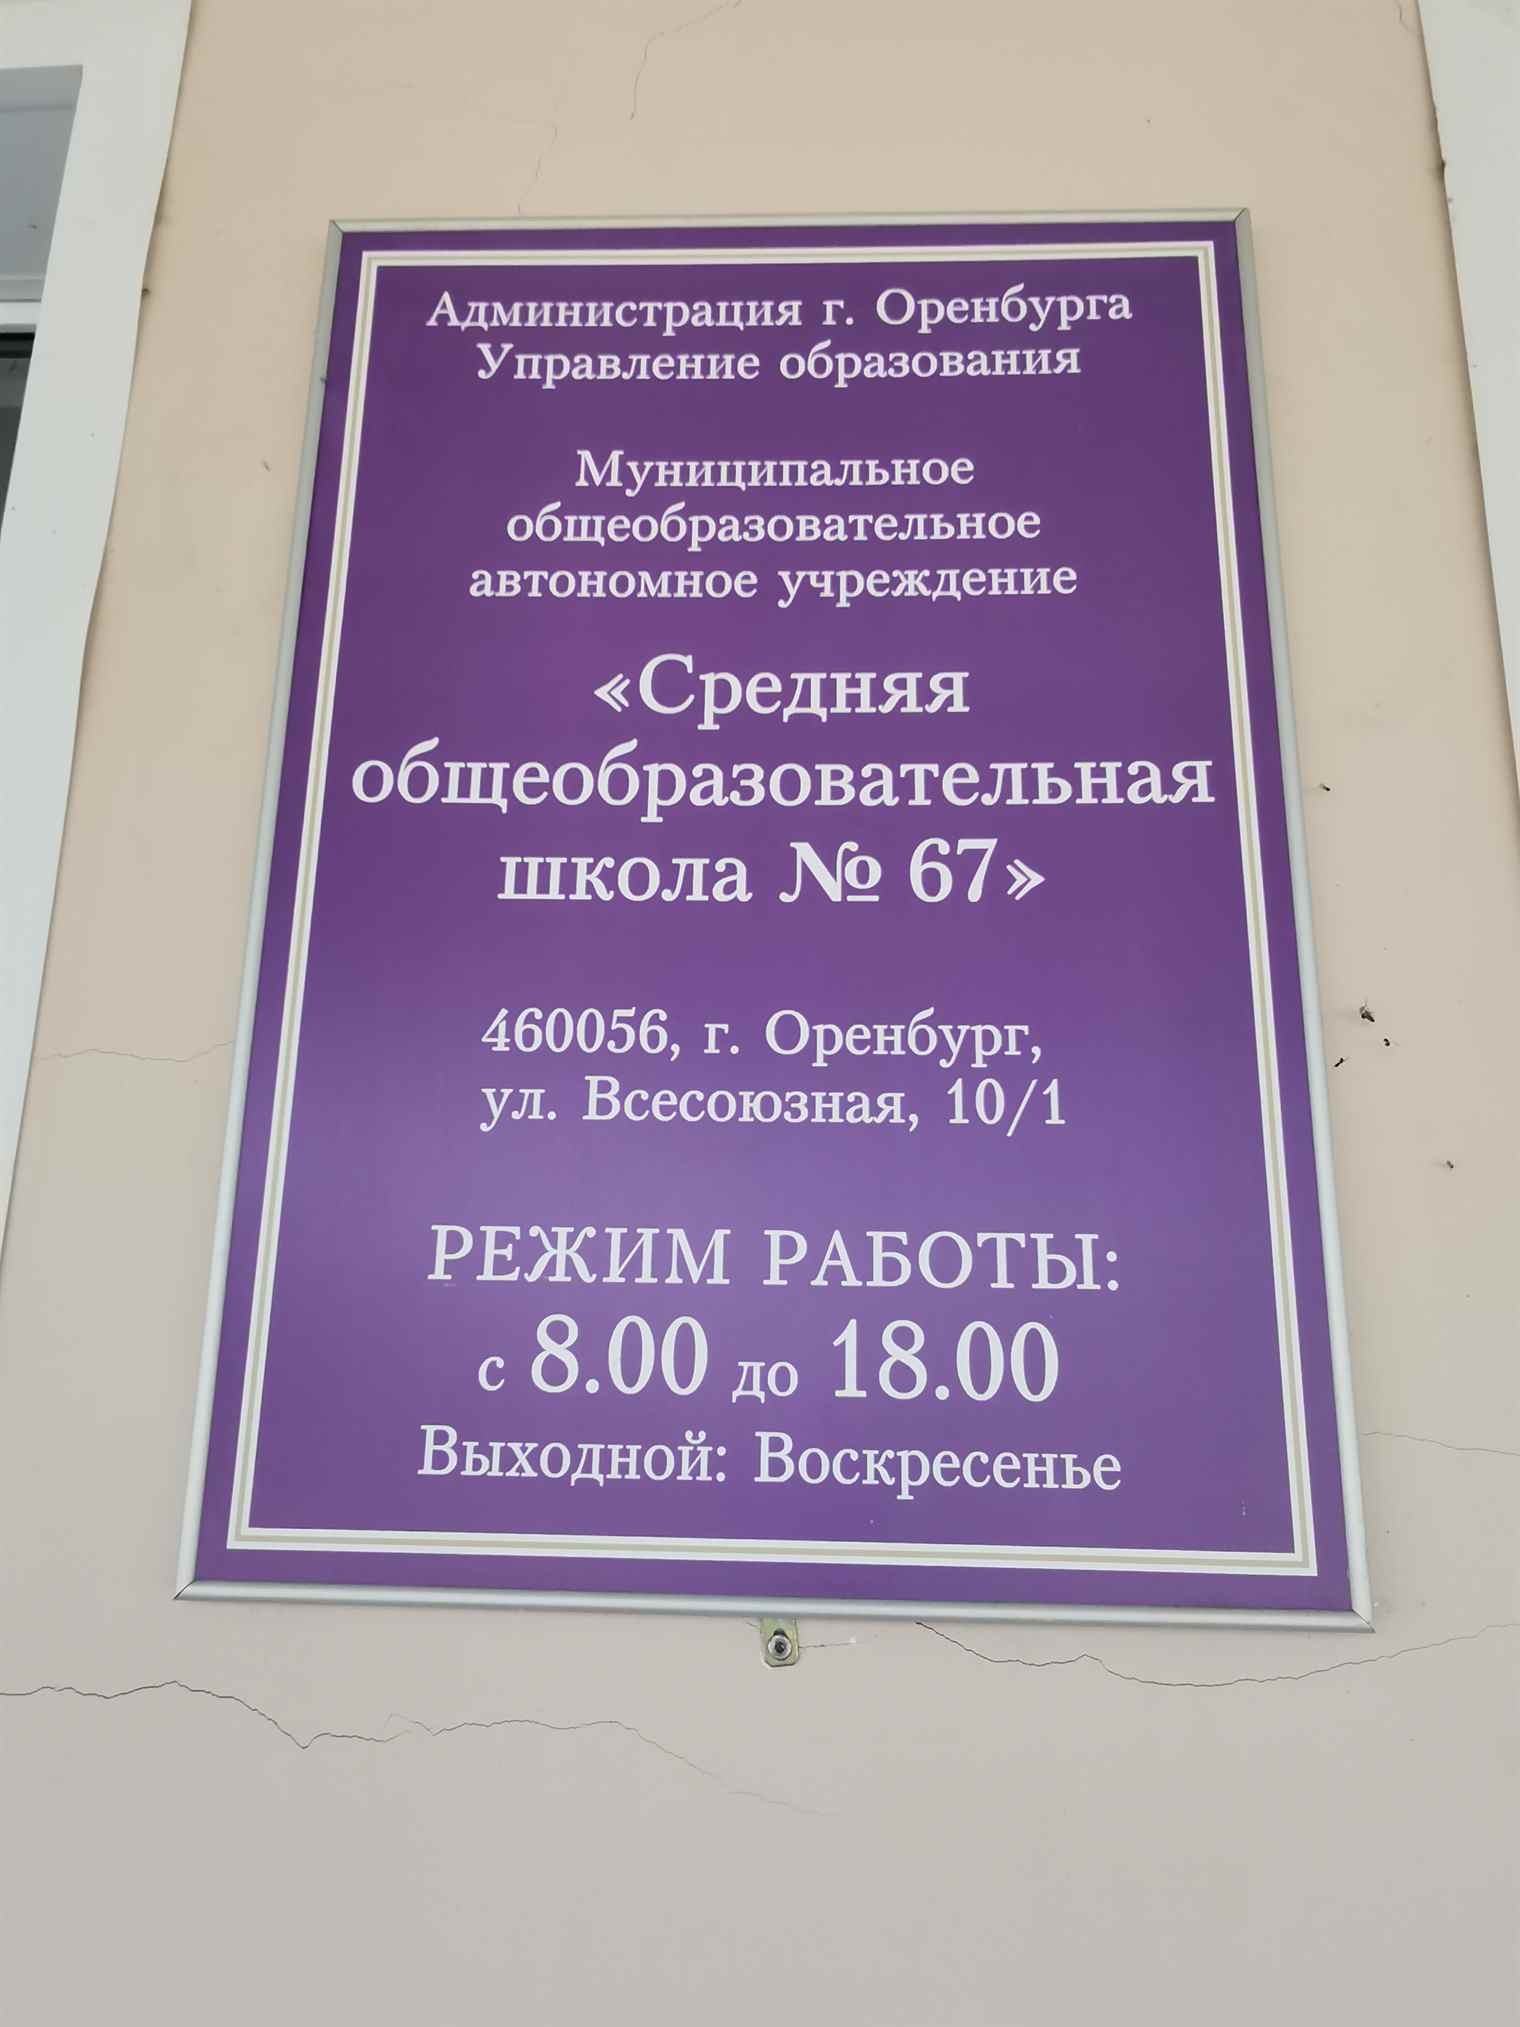 Администрация г. Оренбурга
Управление образования
Муниципальное
общеобразовательное
автономное учреждение
«Средняя
общеобразовательная
школа № 67»
460056, г. Оренбург,
ул. Всесоюзная, 10/1
РЕЖИМ РАБОТЫ:
с 8.00 до 18.00
Выходной: Воскресенье